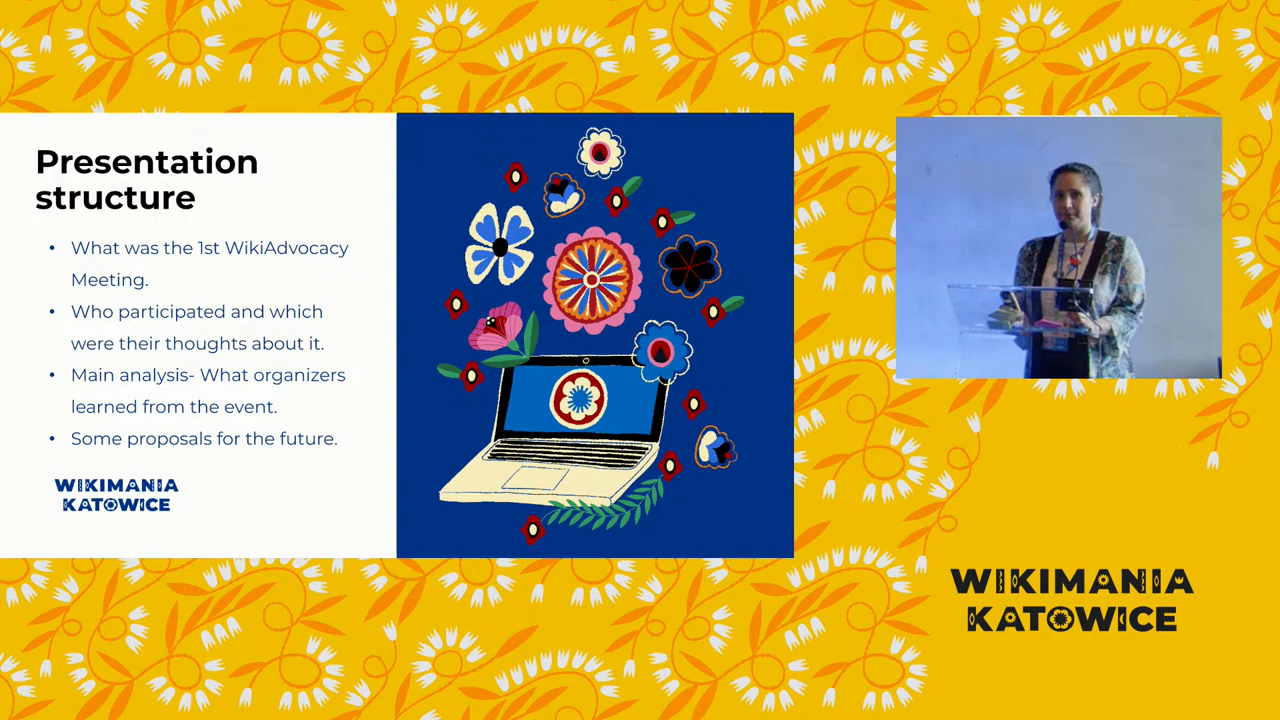 Presentation
structure
• What was the 1st WikiAdvocacy
Meeting.
• Who participated and which
were their thoughts about it.
• Main analysis- What organizers
learned from the event.
• Some proposals for the future.
WIKIMANIA
KATOWICE
WIKIMANIA
KATOWICE